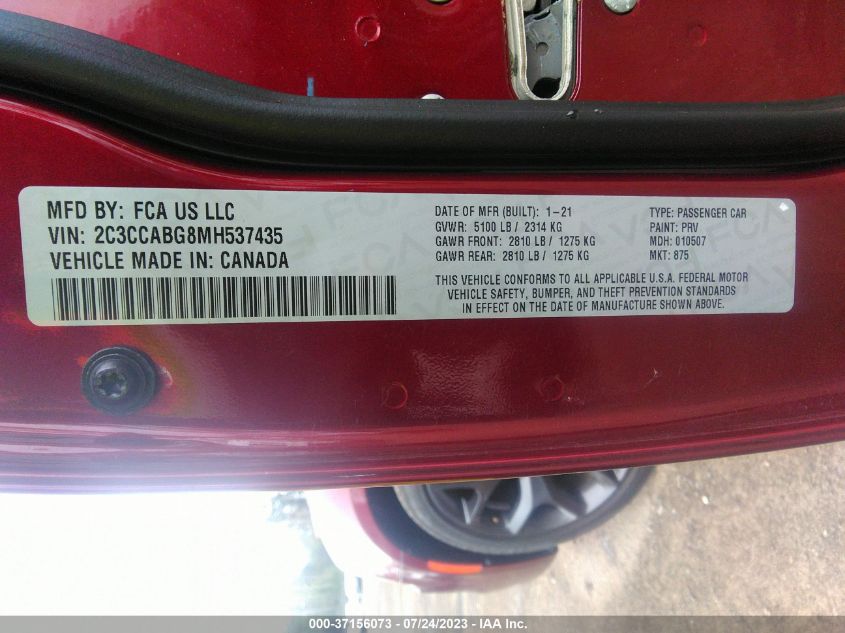 MFD BY: FCA US LLC
VIN: 2C3CCABG8MH537435
VEHICLE MADE IN: CANADA
DATE OF MFR (BUILT): 1-21
GVWR: 5100 LB / 2314 KG
GAWR FRONT: 2810 LB / 1275 KG
GAWR REAR: 2810 LB / 1275 KG
TYPE: PASSENGER CAR
PAINT: PRV
MDH: 010507
MKT: 875
THIS VEHICLE CONFORMS TO ALL APPLICABLE U.S.A. FEDERAL MOTOR
VEHICLE SAFETY, BUMPER, AND THEFT PREVENTION STANDARDS
IN EFFECT ON THE DATE OF MANUFACTURE SHOWN ABOVE.
000-37156073 - 07/24/2023 - IAA Inc.